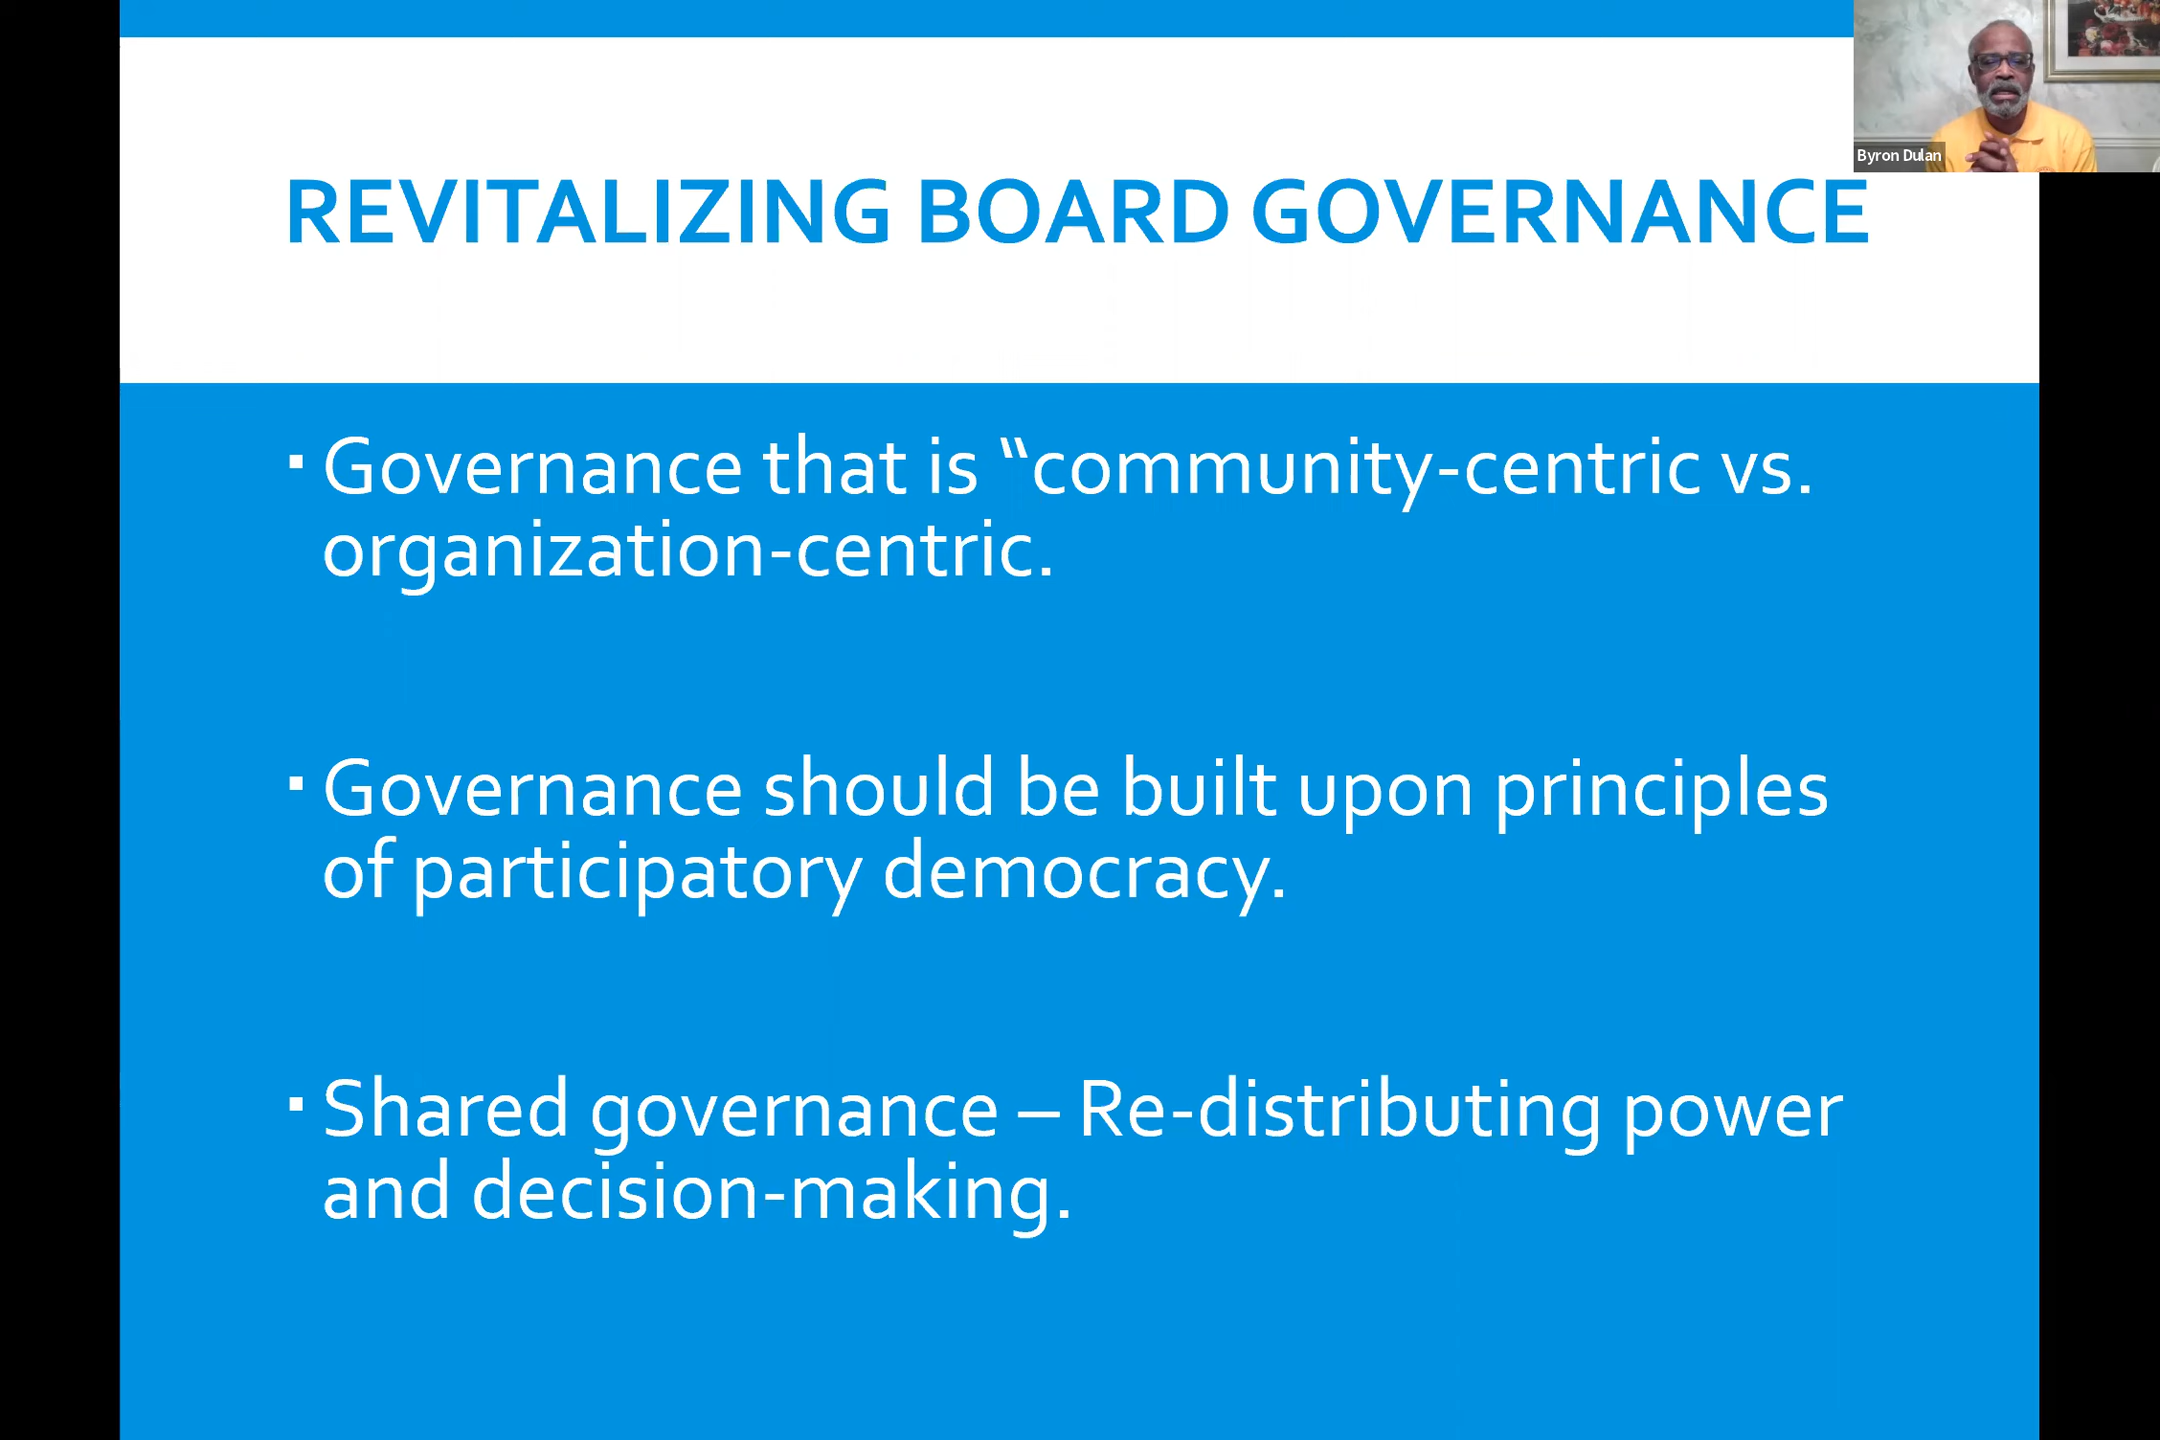 Byron Dulan
REVITALIZING BOARD GOVERNANCE
▪ Governance that is “community-centric vs.
organization-centric.
▪ Governance should be built upon principles
of participatory democracy.
▪ Shared governance – Re-distributing power
and decision-making.